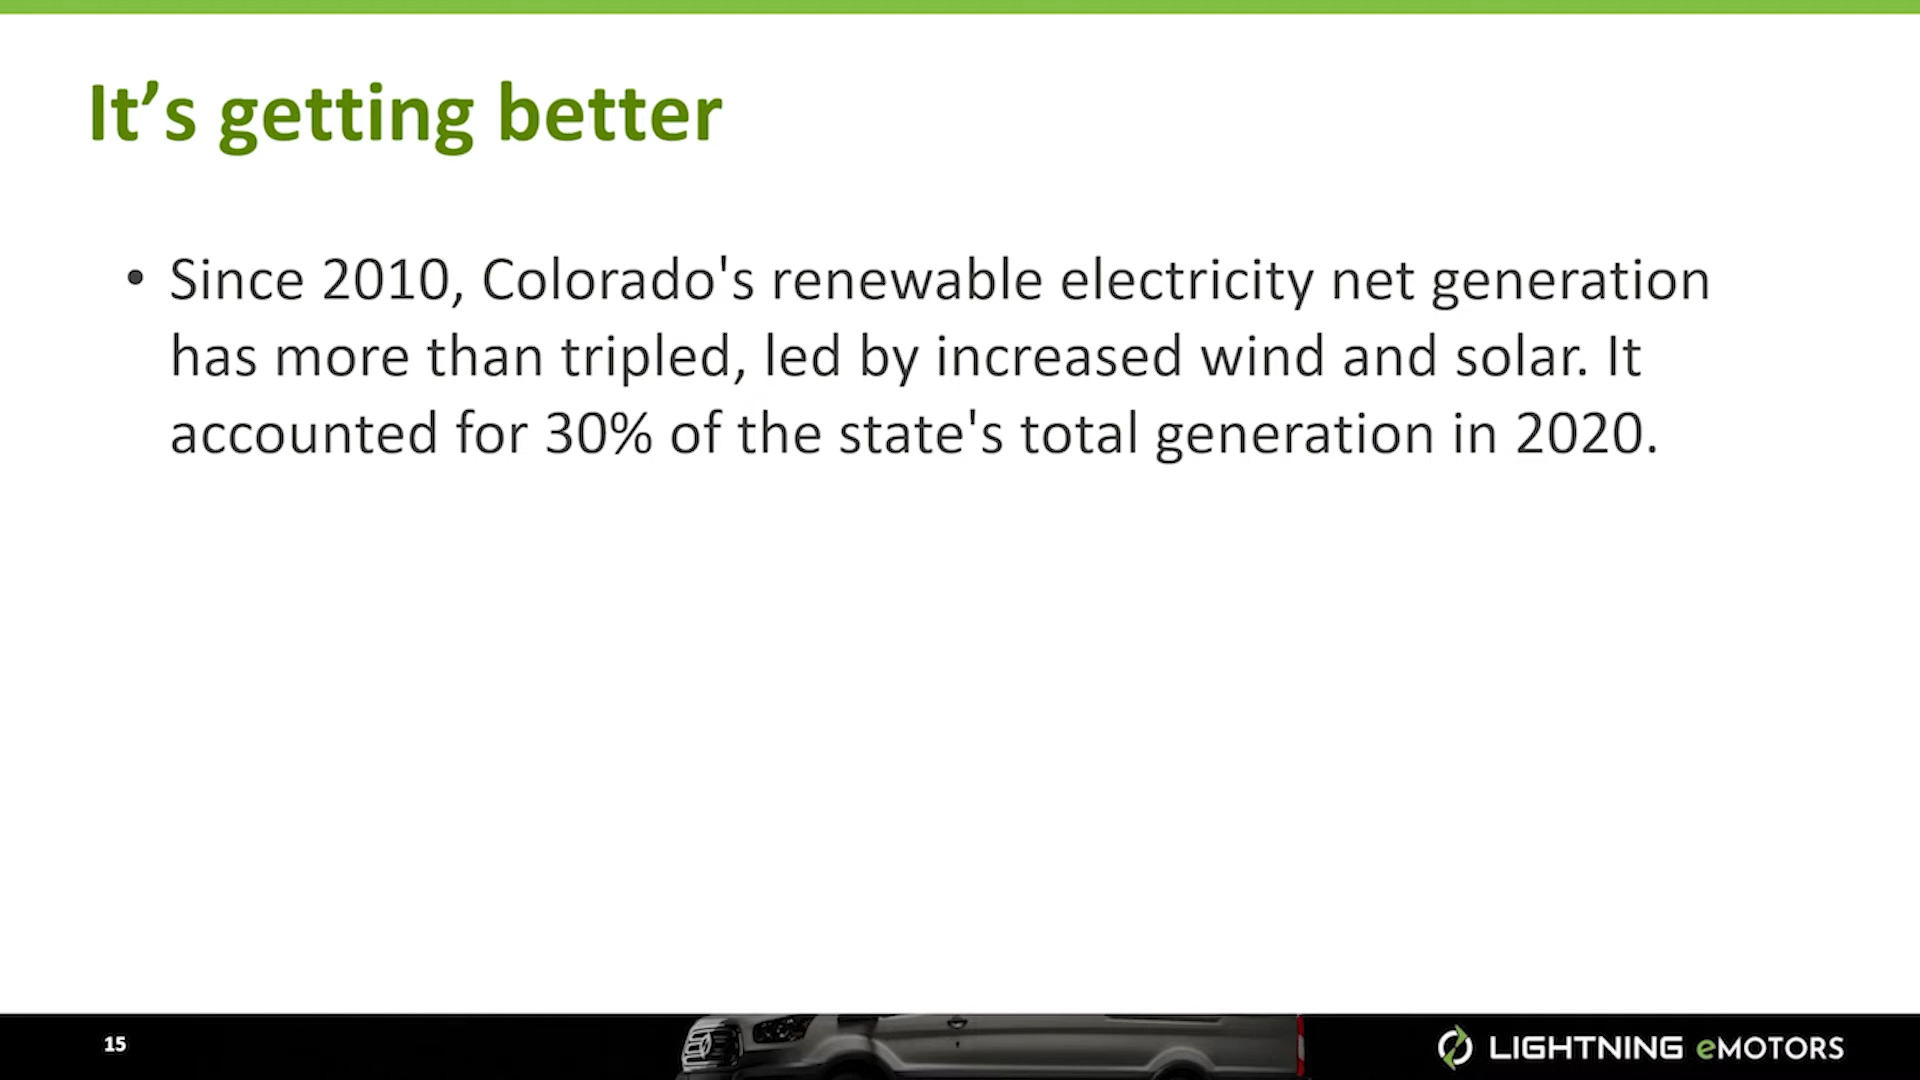 It’s getting better
• Since 2010, Colorado's renewable electricity net generation
has more than tripled, led by increased wind and solar. It
accounted for 30% of the state's total generation in 2020.
15
LIGHTNING eMOTORS